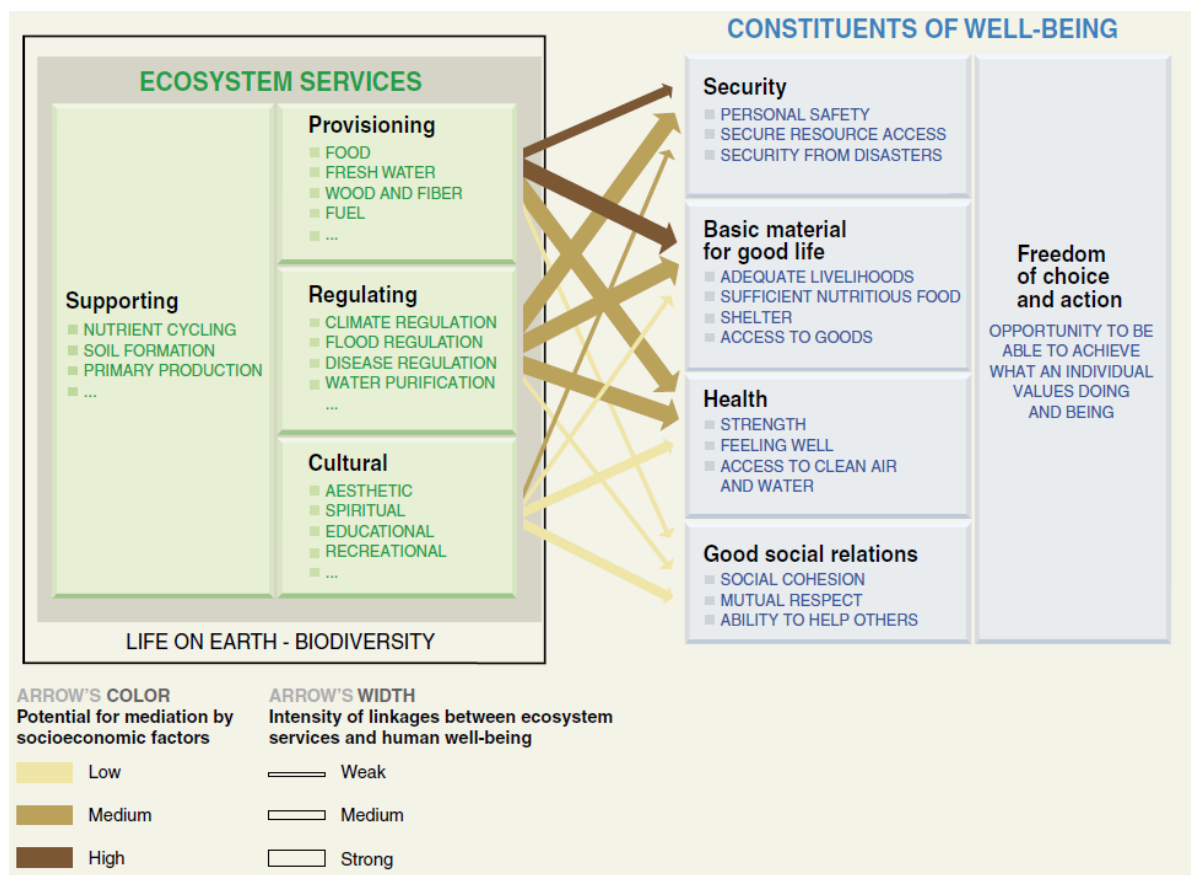 CONSTITUENTS OF WELL-BEING
ECOSYSTEM SERVICES
Supporting
NUTRIENT CYCLING
SOIL FORMATION
PRIMARY PRODUCTION
...
Provisioning
FOOD
FRESH WATER
WOOD AND FIBER
FUEL
...
Regulating
CLIMATE REGULATION
FLOOD REGULATION
DISEASE REGULATION
WATER PURIFICATION
...
Cultural
AESTHETIC
SPIRITUAL
EDUCATIONAL
RECREATIONAL
...
LIFE ON EARTH - BIODIVERSITY
Security
PERSONAL SAFETY
SECURE RESOURCE ACCESS
SECURITY FROM DISASTERS
Basic material
for good life
ADEQUATE LIVELIHOODS
SUFFICIENT NUTRITIOUS FOOD
SHELTER
ACCESS TO GOODS
Health
STRENGTH
FEELING WELL
ACCESS TO CLEAN AIR
AND WATER
Good social relations
SOCIAL COHESION
MUTUAL RESPECT
ABILITY TO HELP OTHERS
Freedom
of choice
and action
OPPORTUNITY TO BE
ABLE TO ACHIEVE
WHAT AN INDIVIDUAL
VALUES DOING
AND BEING
ARROW'S COLOR
Potential for mediation by
socioeconomic factors
Low
Medium
High
ARROW'S WIDTH
Intensity of linkages between ecosystem
services and human well-being
Weak
Medium
Strong